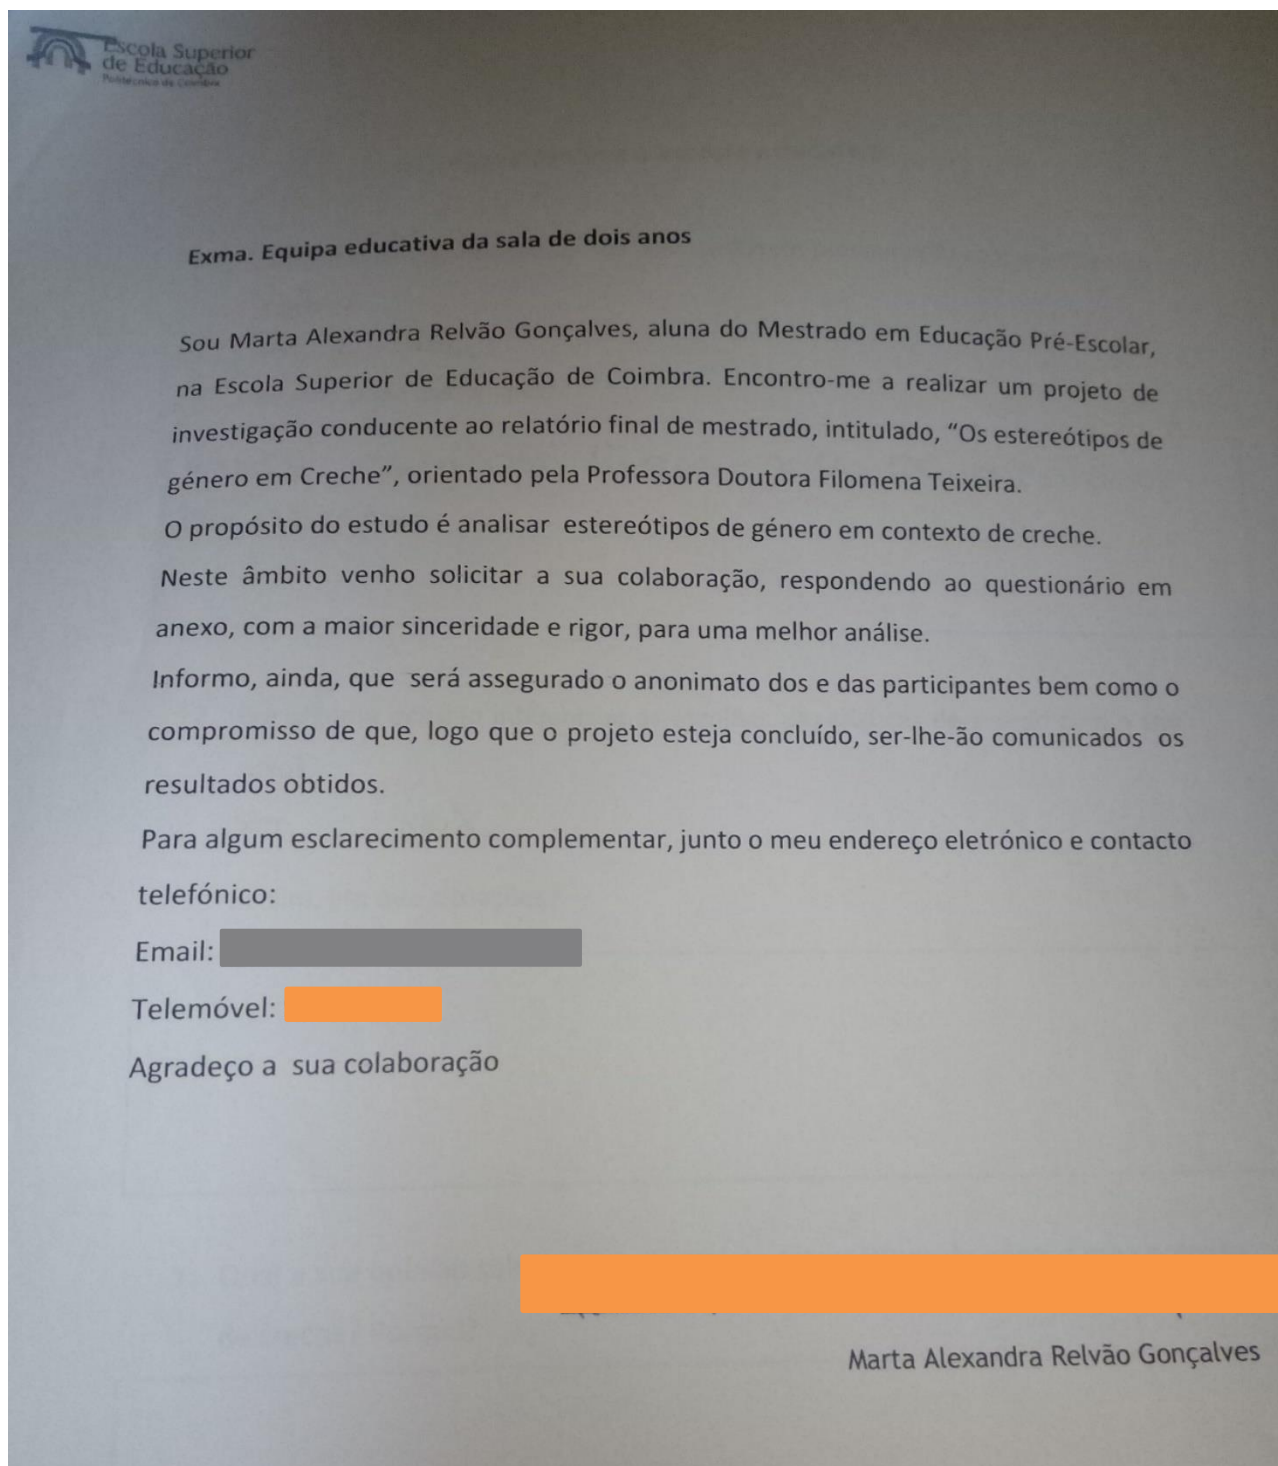 Escola Superior
de Educação
Politécnico de Coimbra
Exma. Equipa educativa da sala de dois anos
Sou Marta Alexandra Relvão Gonçalves, aluna do Mestrado em Educação Pré-Escolar,
na Escola Superior de Educação de Coimbra. Encontro-me a realizar um projeto de
investigação conducente ao relatório final de mestrado, intitulado, “Os estereótipos de
género em Creche”, orientado pela Professora Doutora Filomena Teixeira.
O propósito do estudo é analisar estereótipos de género em contexto de creche.
Neste âmbito venho solicitar a sua colaboração, respondendo ao questionário em
anexo, com a maior sinceridade e rigor, para uma melhor análise.
Informo, ainda, que será assegurado o anonimato dos e das participantes bem como o
compromisso de que, logo que o projeto esteja concluído, ser-lhe-ão comunicados os
resultados obtidos.
Para algum esclarecimento complementar, junto o meu endereço eletrónico e contacto
telefónico:
Email:
Telemóvel:
Agradeço a sua colaboração
Marta Alexandra Relvão Gonçalves